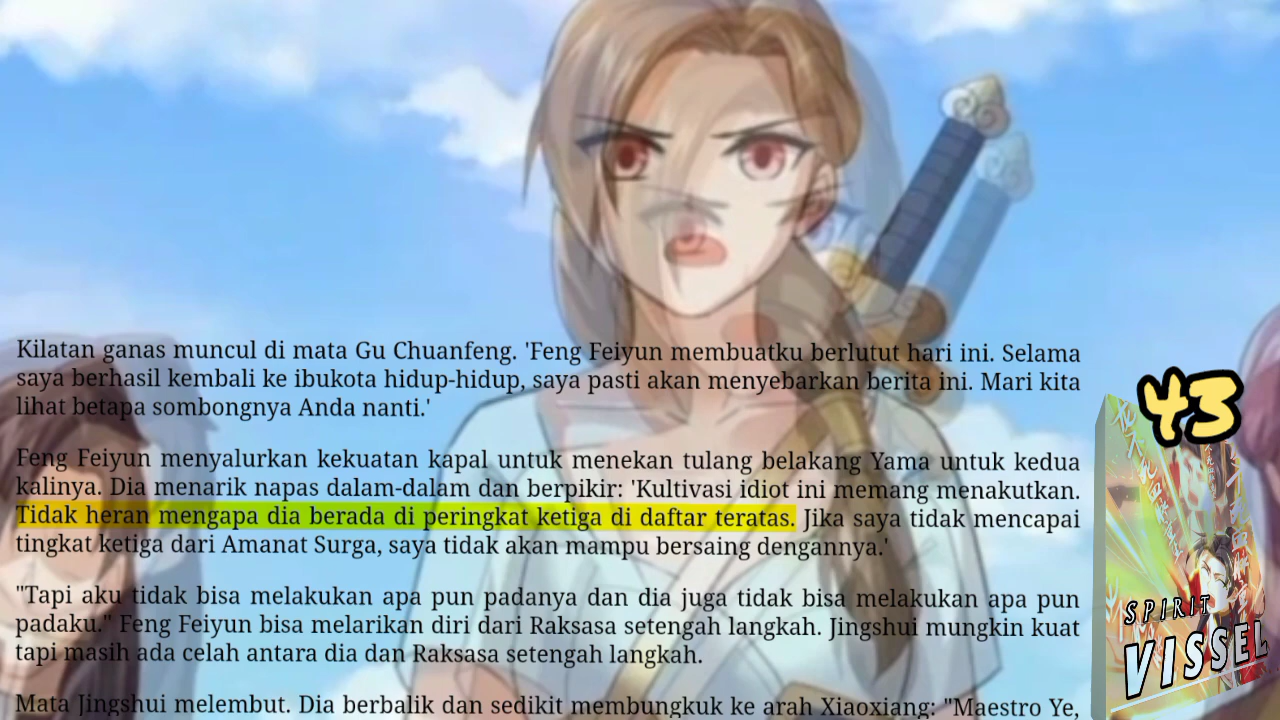 Kilatan ganas muncul di mata Gu Chuanfeng. 'Feng Feiyun membuatku berlutut hari ini. Selama
saya berhasil kembali ke ibukota hidup-hidup, saya pasti akan menyebarkan berita ini. Mari kita
lihat betapa sombongnya Anda nanti.'
Feng Feiyun menyalurkan kekuatan kapal untuk menekan tulang belakang Yama untuk kedua
kalinya. Dia menarik napas dalam-dalam dan berpikir: 'Kultivasi idiot ini memang menakutkan.
Tidak heran mengapa dia berada di peringkat ketiga di daftar teratas. Jika saya tidak mencapai
tingkat ketiga dari Amanat Surga, saya tidak akan mampu bersaing dengannya.'
"Tapi aku tidak bisa melakukan apa pun padanya dan dia juga tidak bisa melakukan apa pun
padaku." Feng Feiyun bisa melarikan diri dari Raksasa setengah langkah. Jingshui mungkin kuat
tapi masih ada celah antara dia dan Raksasa setengah langkah.
Mata Jingshui melembut. Dia berbalik dan sedikit membungkuk ke arah Xiaoxiang: "Maestro Ye,
43
SPIRIT
VISSEL